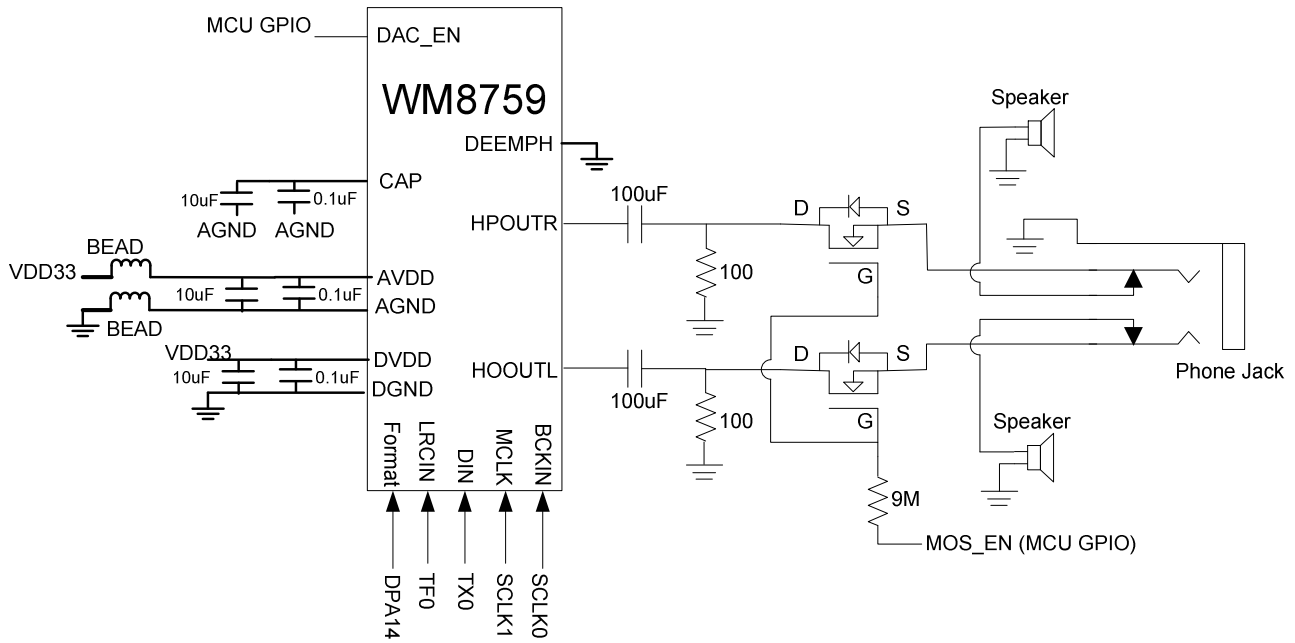 MCU GPIO
DAC_EN
WM8759
DEEMPH
CAP
10uF
0.1uF
AGND
AGND
HPOUTR
100uF
D
S
G
100
Speaker
BEAD
VDD33
AVDD
10uF
0.1uF
AGND
BEAD
VDD33
DVDD
10uF
0.1uF
DGND
HOOUTL
100uF
D
S
G
100
Phone Jack
Speaker
9M
MOS_EN (MCU GPIO)
Format
LRCIN
DIN
MCLK
BCKIN
DPA14
TF0
TX0
SCLK1
SCLK0